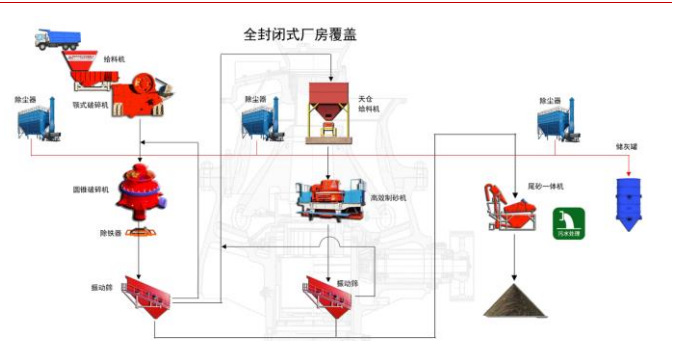 全封闭式厂房覆盖
给料机
颚式破碎机
除尘器
除尘器
天仓
给料机
除尘器
储灰罐
圆锥破碎机
高效制砂机
尾砂一体机
污水处理
除铁器
振动筛
振动筛